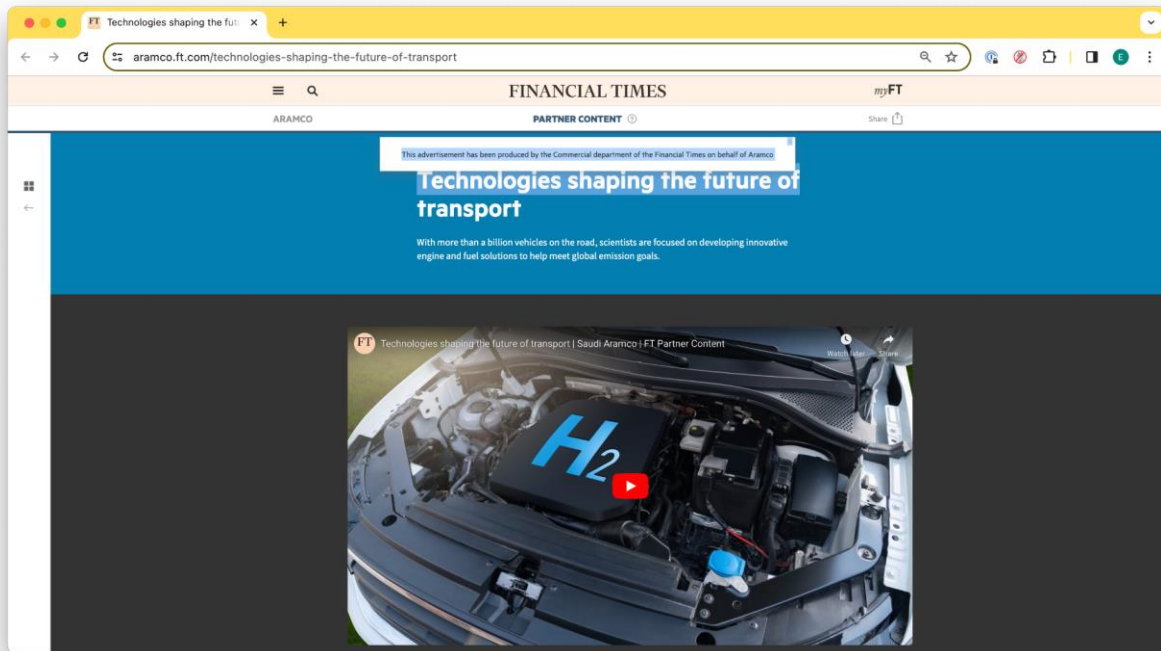 FT Technologies shaping the fut
aramco.ft.com/technologies-shaping-the-future-of-transport
E
FINANCIAL TIMES
myFT
ARAMCO
PARTNER CONTENT
Share
This advertisement has been produced by the Commercial department of the Financial Times on behalf of Aramco
Technologies shaping the future of
transport
With more than a billion vehicles on the road, scientists are focused on developing innovative
engine and fuel solutions to help meet global emission goals.
FT Technologies shaping the future of transport | Saudi Aramco | FT Partner Content
Watch later
Share
H2